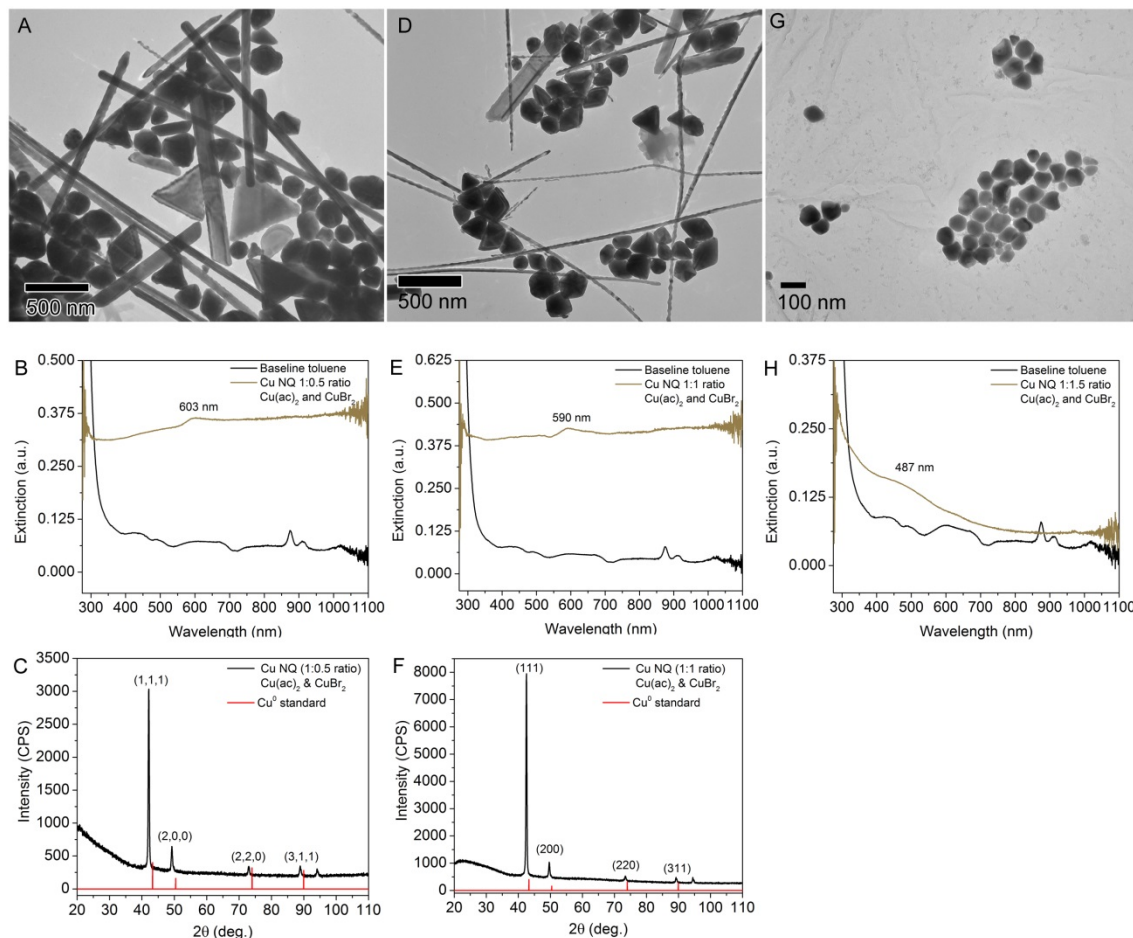 A
500 nm
D
500 nm
G
100 nm
B
0.500
0.375
0.250
0.125
0.000
Extinction (a.u.)
Baseline toluene
Cu NQ 1:0.5 ratio
Cu(ac)₂ and CuBr₂
603 nm
300 400 500 600 700 800 900 1000 1100
Wavelength (nm)
E
0.625
0.500
0.375
0.250
0.125
0.000
Extinction (a.u.)
Baseline toluene
Cu NQ 1:1 ratio
Cu(ac)₂ and CuBr₂
590 nm
300 400 500 600 700 800 900 1000 1100
Wavelength (nm)
H
0.375
0.250
0.125
0.000
Extinction (a.u.)
Baseline toluene
Cu NQ 1:1.5 ratio
Cu(ac)₂ and CuBr₂
487 nm
300 400 500 600 700 800 900 1000 1100
Wavelength (nm)
C
3500
3000
2500
2000
1500
1000
500
0
Intensity (CPS)
Cu NQ (1:0.5 ratio)
Cu(ac)₂ & CuBr₂
Cu⁰ standard
(1,1,1)
(2,0,0)
(2,2,0)
(3,1,1)
20 30 40 50 60 70 80 90 100 110
2θ (deg.)
F
8000
7000
6000
5000
4000
3000
2000
1000
0
Intensity (CPS)
Cu NQ (1:1 ratio)
Cu(ac)₂ & CuBr₂
Cu⁰ standard
(111)
(200)
(220)
(311)
20 30 40 50 60 70 80 90 100 110
2θ (deg.)